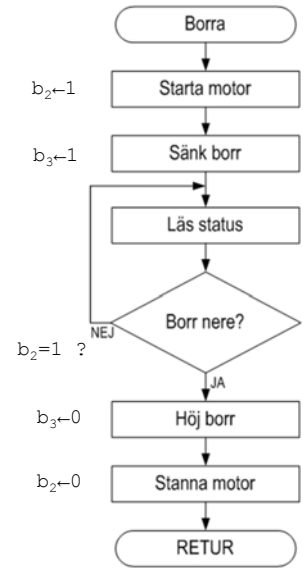 Borra
b₂←1 Starta motor
b₃←1 Sänk borr
Läs status
Borr nere?
NEJ
b₂=1 ?
JA
b₃←0 Höj borr
b₂←0 Stanna motor
RETUR